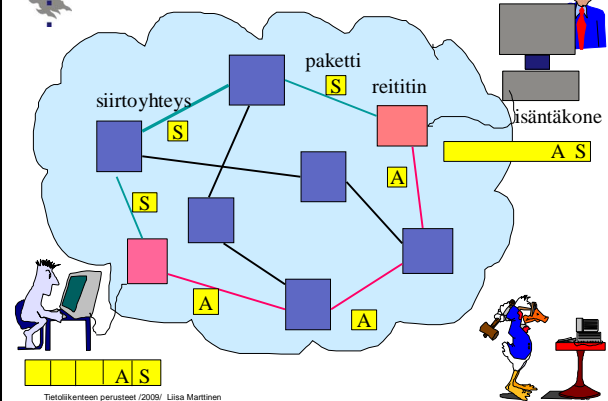 paketti
S
reititin
siirtoyhteys
S
isäntäkone
A S
A
S
A
A
A S
Tietoliikenteen perusteet /2009/ Liisa Marttinen